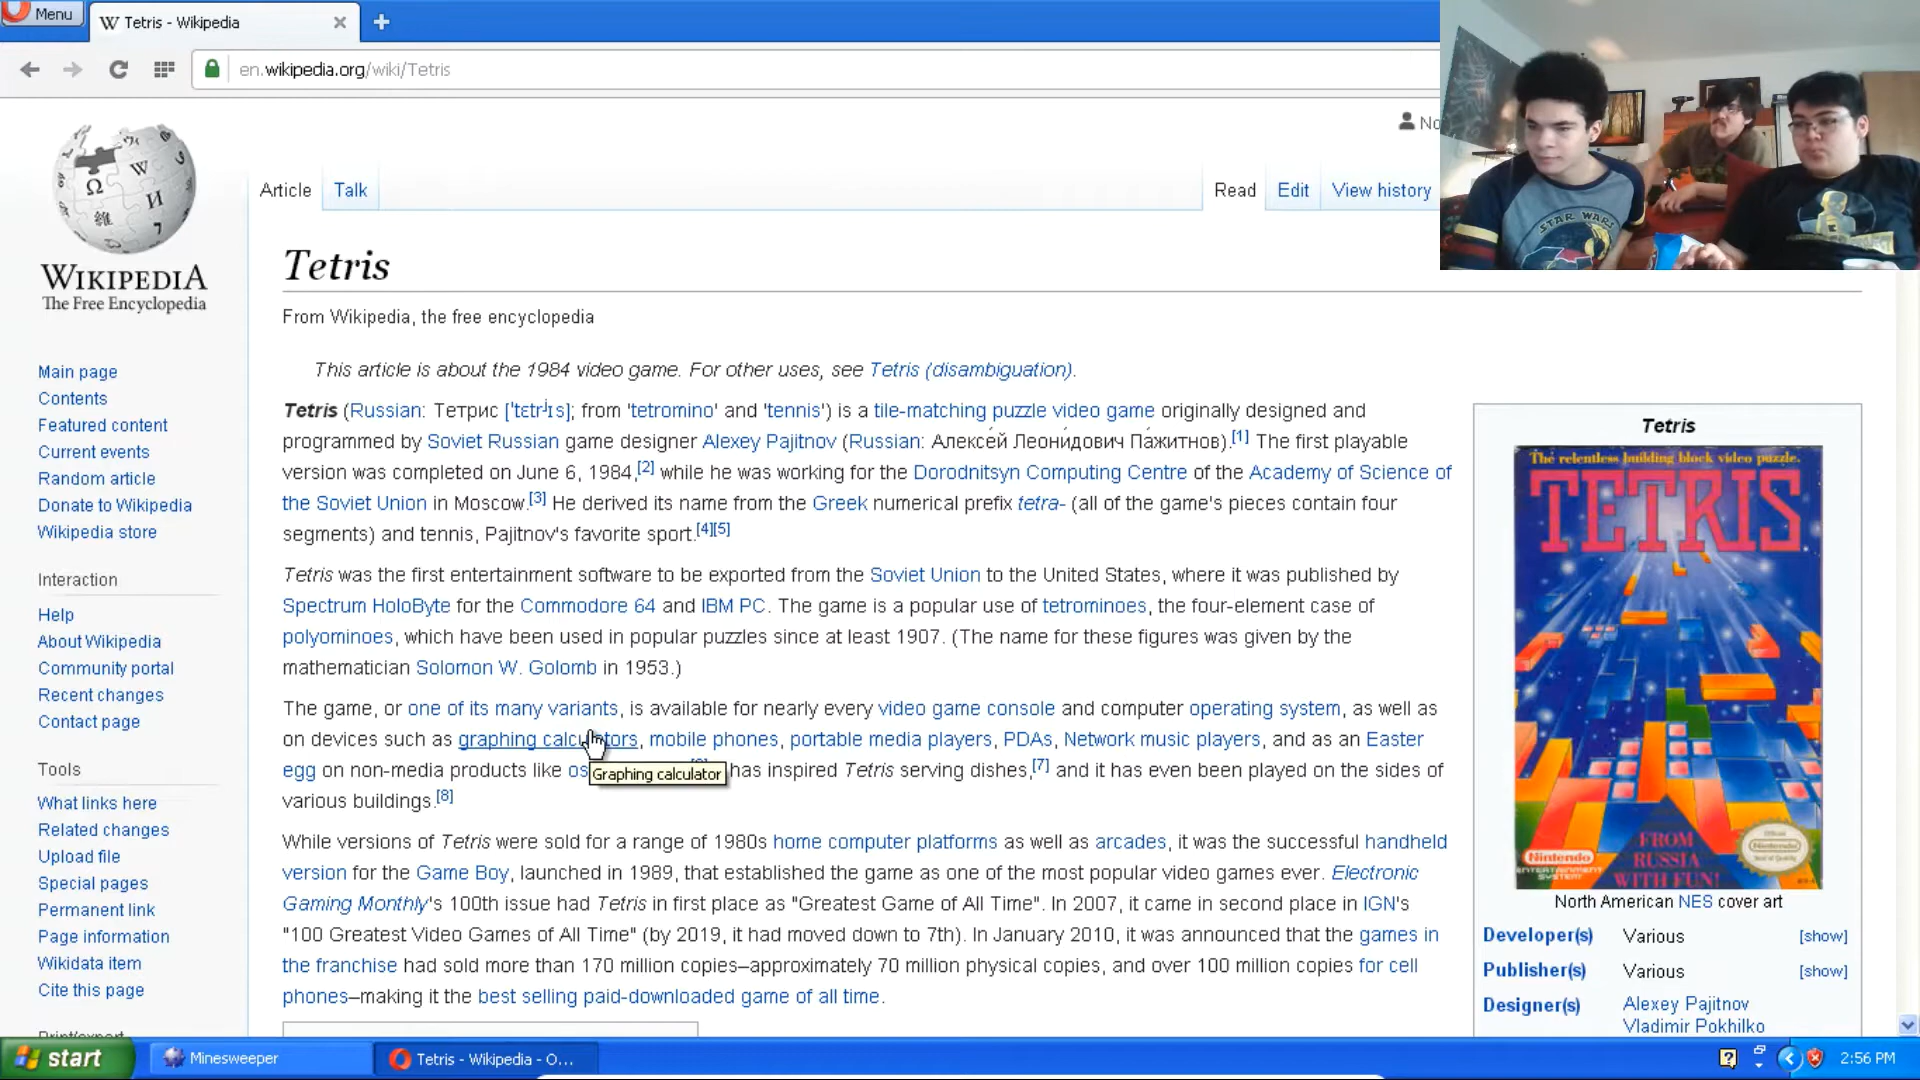 Menu
Tetris - Wikipedia
en.wikipedia.org/wiki/Tetris
No
Article
Talk
Read
Edit
View history
WIKIPEDIA
The Free Encyclopedia
Main page
Contents
Featured content
Current events
Random article
Donate to Wikipedia
Wikipedia store
Interaction
Help
About Wikipedia
Community portal
Recent changes
Contact page
Tools
What links here
Related changes
Upload file
Special pages
Permanent link
Page information
Wikidata item
Cite this page
Print/export
Tetris
From Wikipedia, the free encyclopedia
This article is about the 1984 video game. For other uses, see Tetris (disambiguation).
Tetris (Russian: Тетрис [ˈtɛtrʲɪs]; from 'tetromino' and 'tennis') is a tile-matching puzzle video game originally designed and
programmed by Soviet Russian game designer Alexey Pajitnov (Russian: Алексе́й Леони́дович Па́житнов).[1] The first playable
version was completed on June 6, 1984,[2] while he was working for the Dorodnitsyn Computing Centre of the Academy of Science of
the Soviet Union in Moscow.[3] He derived its name from the Greek numerical prefix tetra- (all of the game's pieces contain four
segments) and tennis, Pajitnov's favorite sport.[4][5]
Tetris was the first entertainment software to be exported from the Soviet Union to the United States, where it was published by
Spectrum HoloByte for the Commodore 64 and IBM PC. The game is a popular use of tetrominoes, the four-element case of
polyominoes, which have been used in popular puzzles since at least 1907. (The name for these figures was given by the
mathematician Solomon W. Golomb in 1953.)
The game, or one of its many variants, is available for nearly every video game console and computer operating system, as well as
on devices such as graphing calculators, mobile phones, portable media players, PDAs, Network music players, and as an Easter
egg on non-media products like os has inspired Tetris serving dishes,[7] and it has even been played on the sides of
Graphing calculator
various buildings.[8]
While versions of Tetris were sold for a range of 1980s home computer platforms as well as arcades, it was the successful handheld
version for the Game Boy, launched in 1989, that established the game as one of the most popular video games ever. Electronic
Gaming Monthly's 100th issue had Tetris in first place as "Greatest Game of All Time". In 2007, it came in second place in IGN's
"100 Greatest Video Games of All Time" (by 2019, it had moved down to 7th). In January 2010, it was announced that the games in
the franchise had sold more than 170 million copies—approximately 70 million physical copies, and over 100 million copies for cell
phones—making it the best selling paid-downloaded game of all time.
Tetris
The relentless building block video puzzle.
TETRIS
FROM
RUSSIA
WITH FUN!
Nintendo
ENTERTAINMENT
SYSTEM
North American NES cover art
Developer(s) Various [show]
Publisher(s) Various [show]
Designer(s) Alexey Pajitnov
Vladimir Pokhilko
STAR WARS
start
Minesweeper
Tetris - Wikipedia - O...
2:56 PM